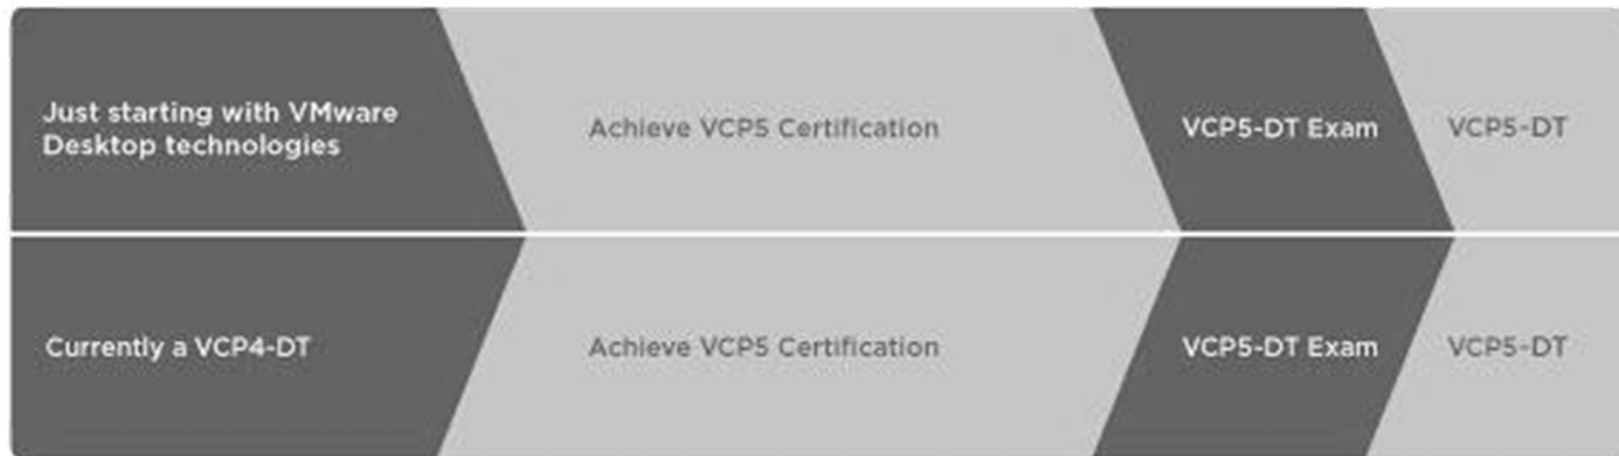 Just starting with VMware
Desktop technologies
Achieve VCP5 Certification
VCP5-DT Exam
VCP5-DT
Currently a VCP4-DT
Achieve VCP5 Certification
VCP5-DT Exam
VCP5-DT